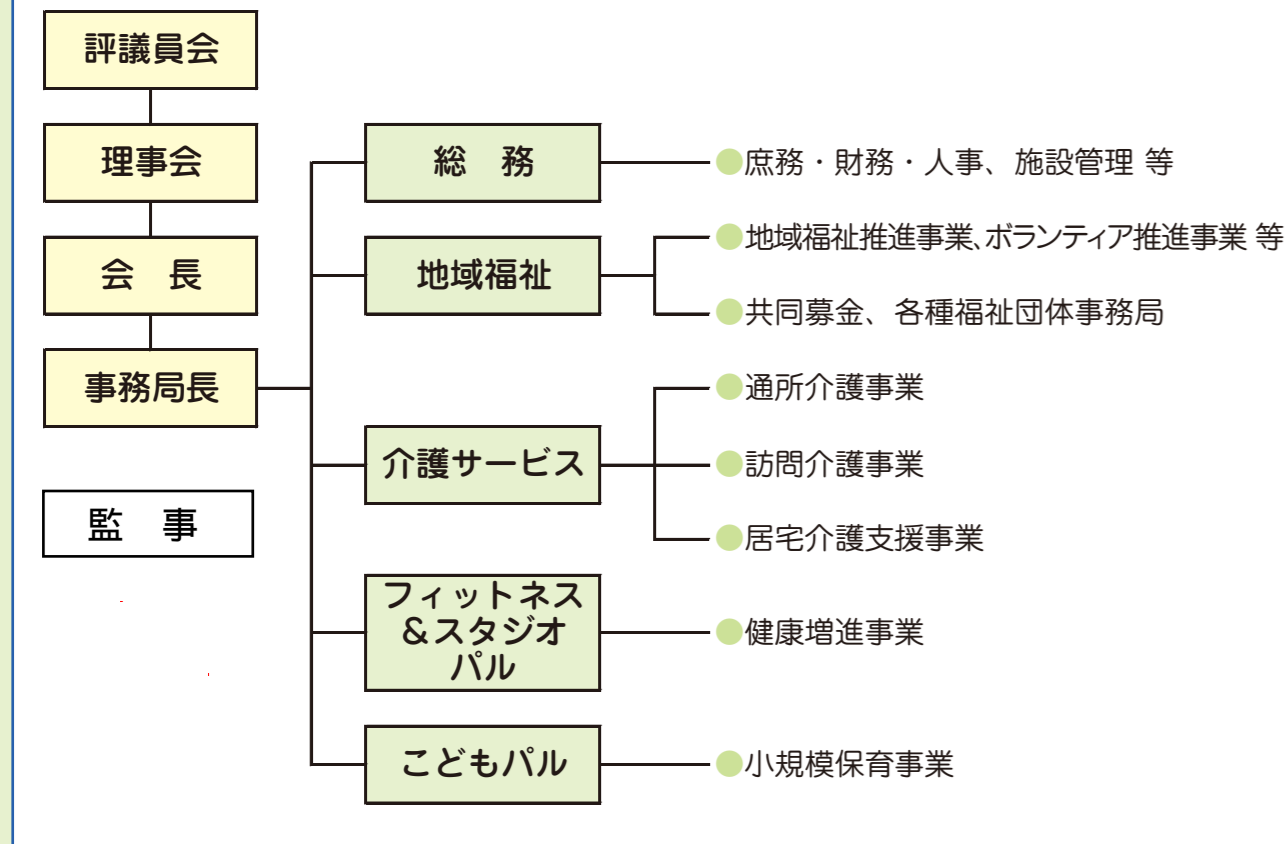 評議員会
理事会
会　長
事務局長
監　事
総　務
●庶務・財務・人事、施設管理 等
地域福祉
●地域福祉推進事業、ボランティア推進事業 等
●共同募金、各種福祉団体事務局
介護サービス
●通所介護事業
●訪問介護事業
●居宅介護支援事業
フィットネス
&スタジオ
パル
●健康増進事業
こどもパル
●小規模保育事業